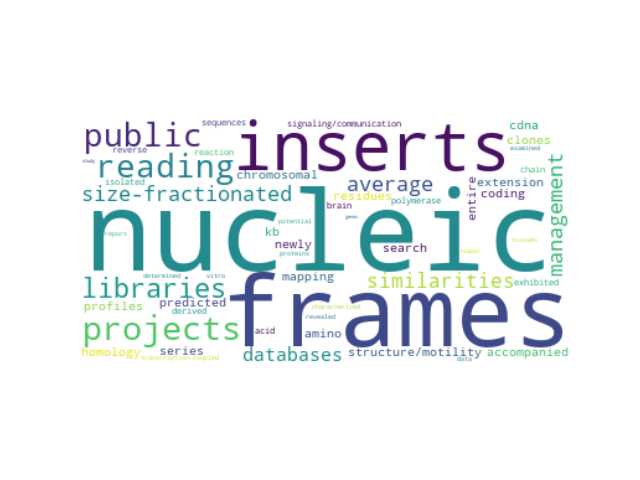 sequences
signaling/communication
cdna
public
inserts
clones
reverse
examined
reaction
study
reading
chromosomal
chain
isolated
average
extension
management
size-fractionated
residues
polymerase
entire
coding
brain
nucleic
potential
kb
report
newly
search
tissues
proteins
human
determined
vitro
mapping
similarities
exhibited
libraries
derived
profiles
predicted
frames
characterized
revealed
projects
acid
amino
homology
series
databases
structure/motility
accompanied
transcription-coupled
data